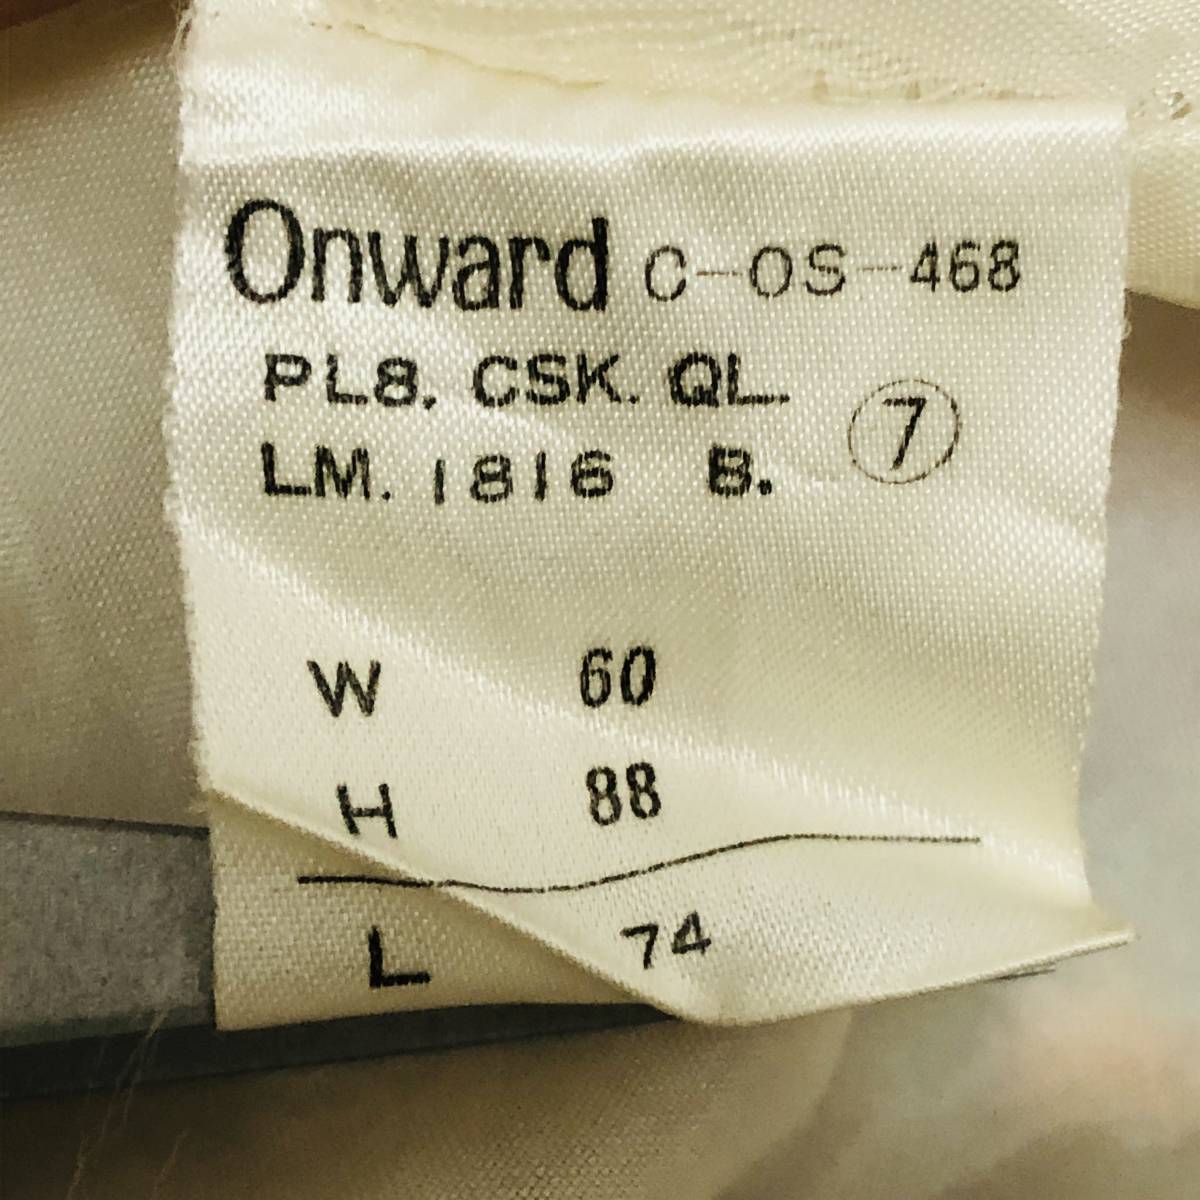 Onward C-OS-468
PL8. CSK. QL.
LM. 1816 B. ⑦
W 60
H 88
L 74